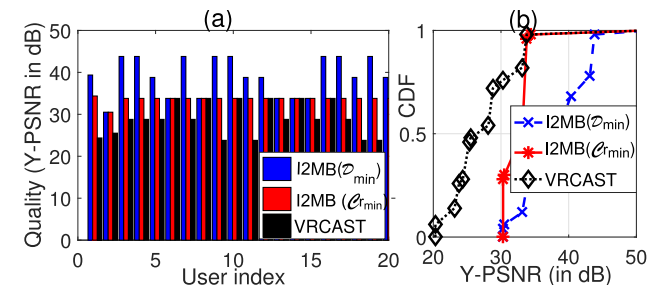 (a)
50
40
30
20
10
0
Quality (Y-PSNR in dB)
I2MB(𝒟min)
I2MB (𝒞rmin)
VRCAST
0 5 10 15 20
User index
(b)
1
0.5
0
CDF
I2MB(𝒟min)
I2MB(𝒞rmin)
VRCAST
20 30 40 50
Y-PSNR (in dB)